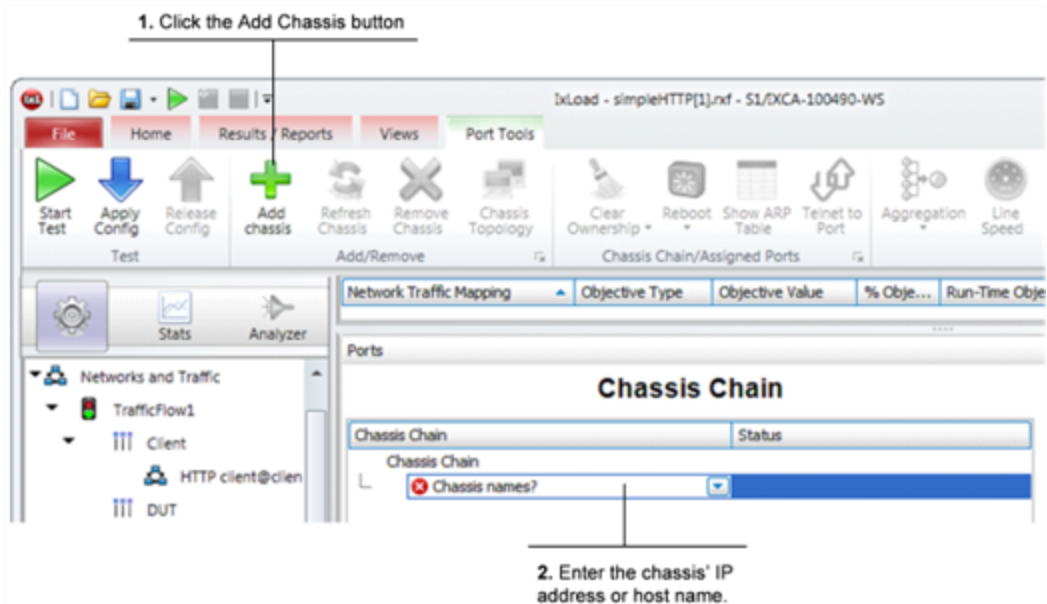 1. Click the Add Chassis button
IxLoad - simpleHTTP[1].rxf - S1/IXCA-100490-WS
File Home Results / Reports Views Port Tools
Start Test
Apply Config
Release Config
Add chassis
Refresh Chassis
Remove Chassis
Chassis Topology
Clear Ownership
Reboot
Show ARP Table
Telnet to Port
Aggregation
Line Speed
Test
Add/Remove
Chassis Chain/Assigned Ports
Stats
Analyzer
Network Traffic Mapping Objective Type Objective Value % Obje... Run-Time Obje
Ports
Networks and Traffic
TrafficFlow1
Client
HTTP client@clien
DUT
Chassis Chain
Chassis Chain Status
Chassis Chain
Chassis names?
2. Enter the chassis' IP
address or host name.